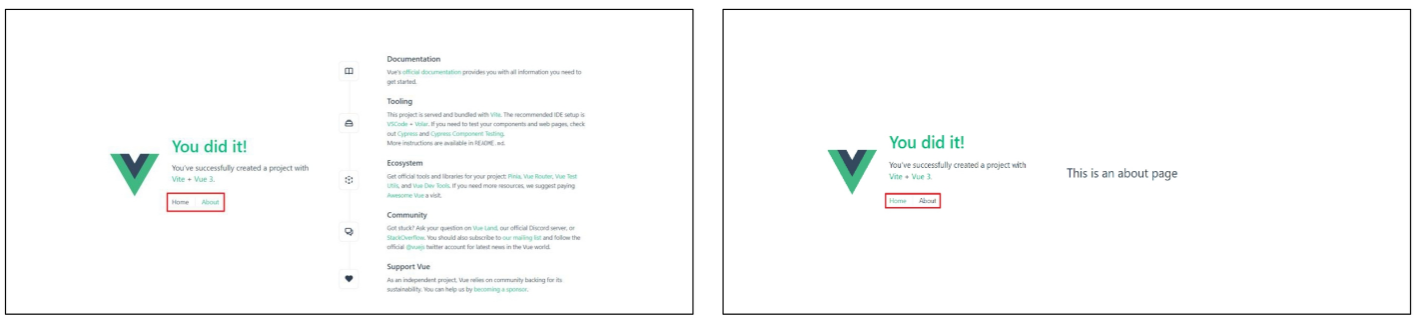 You did it!
You've successfully created a project with
Vite + Vue 3.
Home About
Documentation
Vue's official documentation provides you with all information you need to
get started.
Tooling
This project is served and bundled with Vite. The recommended IDE setup is
VSCode + Volar. If you need to test your components and web pages, check
out Cypress and Cypress Component Testing.
More instructions are available in README.md.
Ecosystem
Get official tools and libraries for your project: Pinia, Vue Router, Vue Test
Utils, and Vue Dev Tools. If you need more resources, we suggest paying
Awesome Vue a visit.
Community
Got stuck? Ask your question on Vue Land, our official Discord server, or
StackOverflow. You should also subscribe to our mailing list and follow the
official @vuejs twitter account for latest news in the Vue world.
Support Vue
As an independent project, Vue relies on community backing for its
sustainability. You can help us by becoming a sponsor.
You did it!
You've successfully created a project with
Vite + Vue 3.
Home About
This is an about page